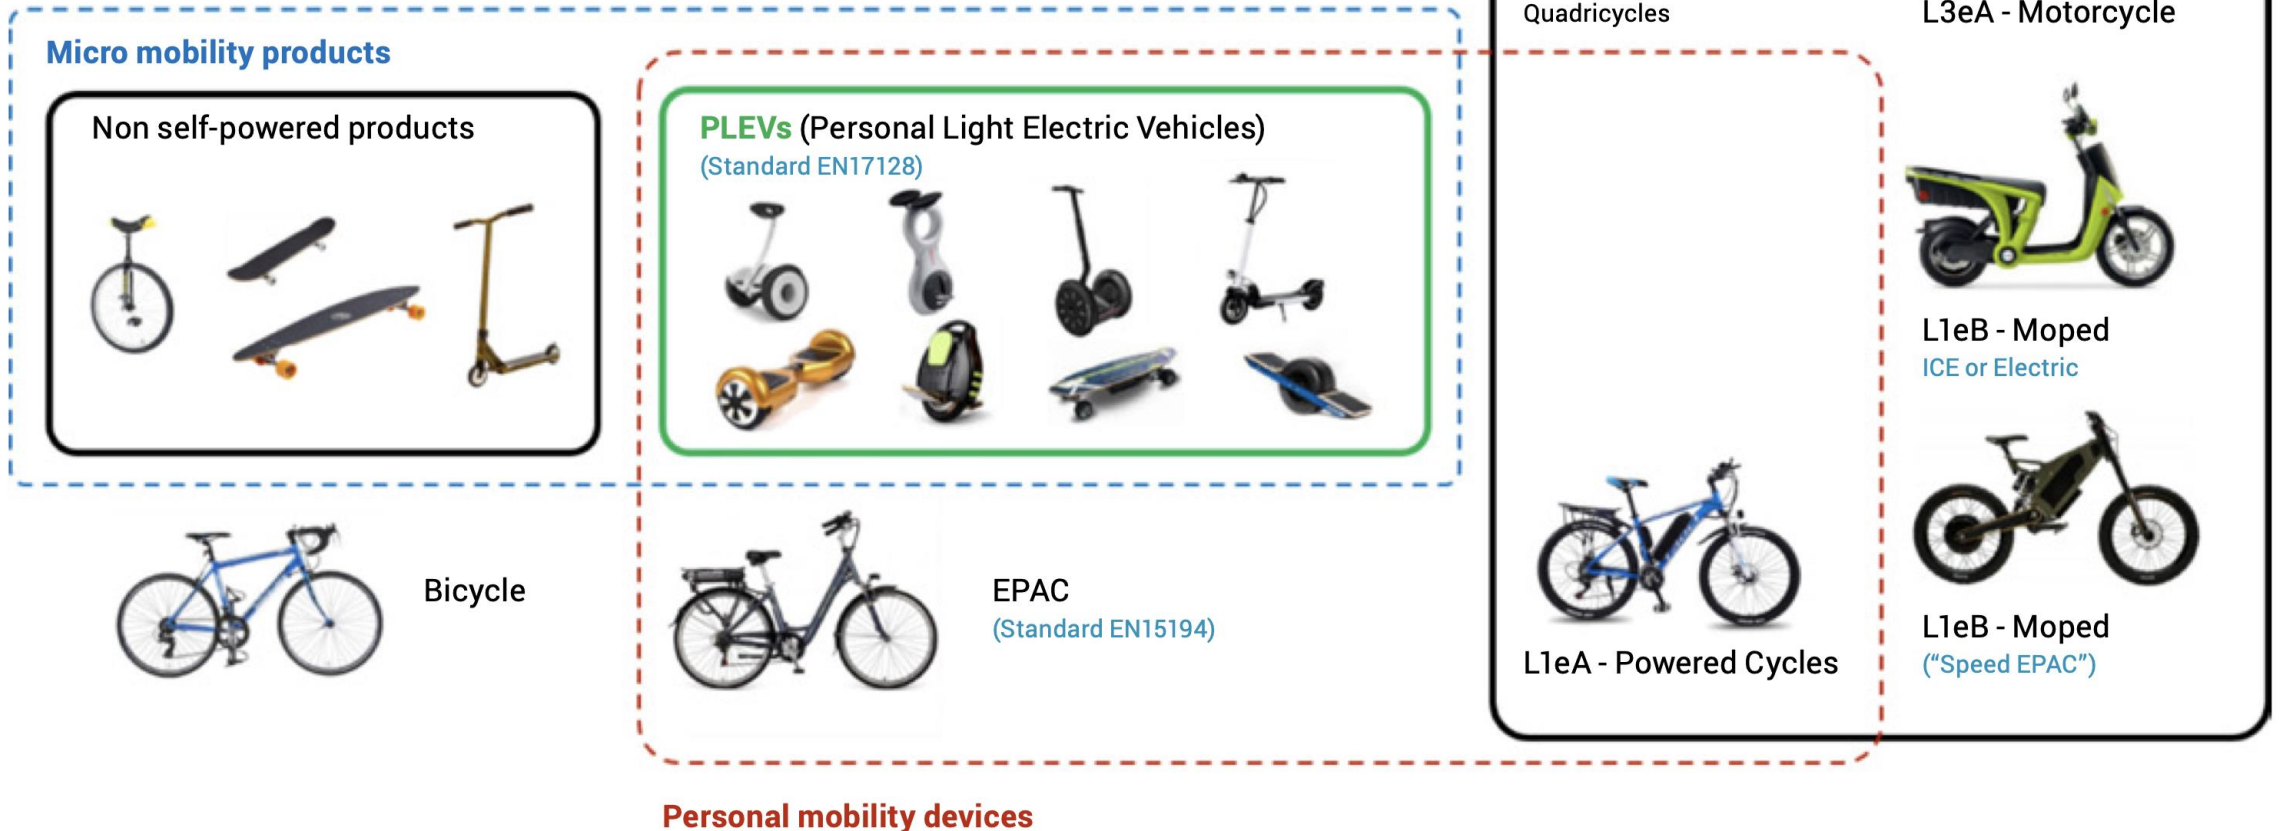 Quadricycles
L3eA - Motorcycle
Micro mobility products
Non self-powered products
PLEVs (Personal Light Electric Vehicles)
(Standard EN17128)
L1eB - Moped
ICE or Electric
Bicycle
EPAC
(Standard EN15194)
L1eA - Powered Cycles
L1eB - Moped
(“Speed EPAC”)
Personal mobility devices